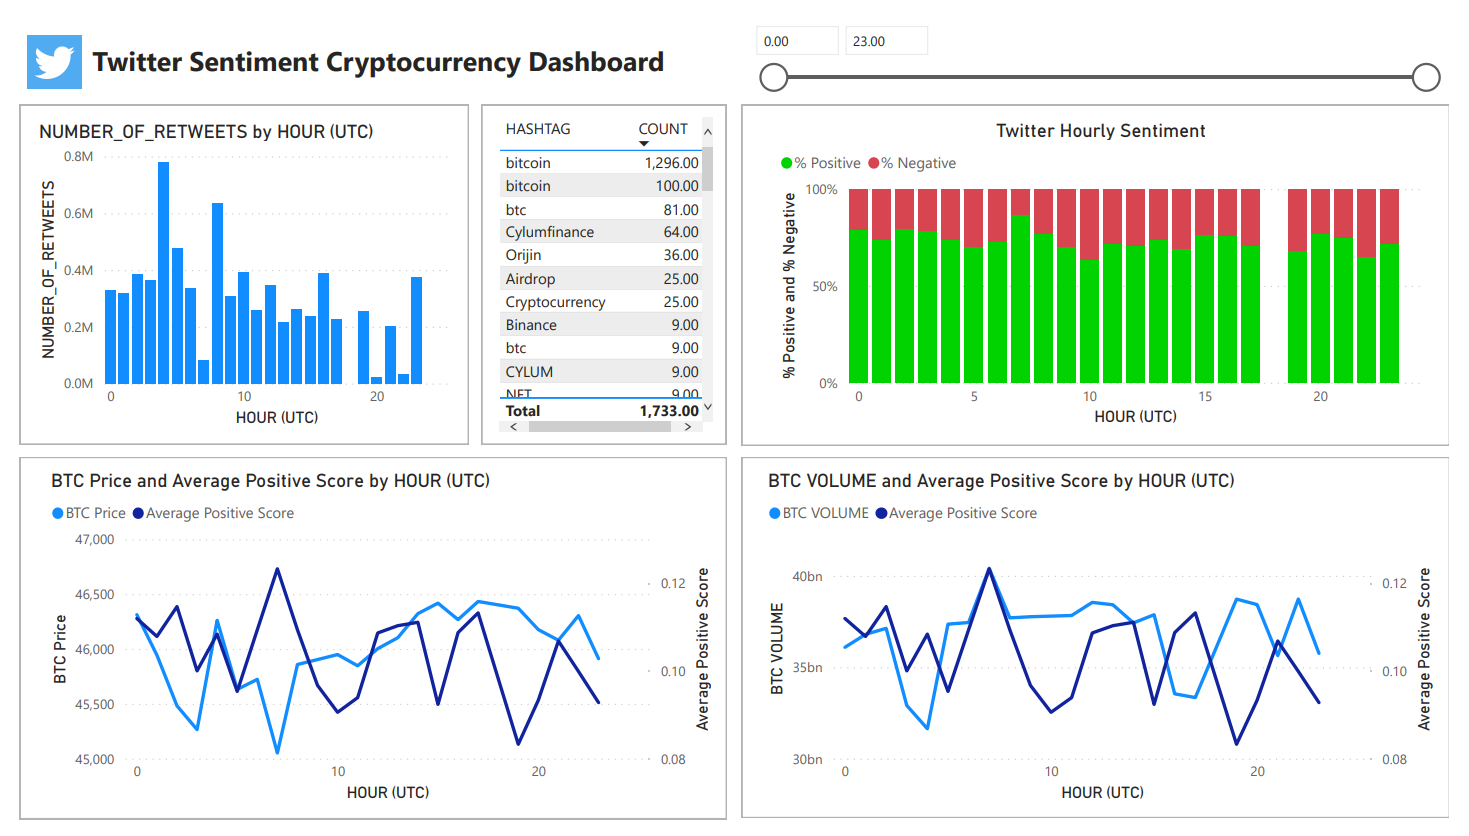 Twitter Sentiment Cryptocurrency Dashboard
0.00 23.00
NUMBER_OF_RETWEETS by HOUR (UTC)
NUMBER_OF_RETWEETS
0.8M
0.6M
0.4M
0.2M
0.0M
0 10 20
HOUR (UTC)
HASHTAG COUNT
bitcoin 1,296.00
bitcoin 100.00
btc 81.00
Cylumfinance 64.00
Orijin 36.00
Airdrop 25.00
Cryptocurrency 25.00
Binance 9.00
btc 9.00
CYLUM 9.00
NFT 9.00
Total 1,733.00
Twitter Hourly Sentiment
% Positive % Negative
% Positive and % Negative
100%
50%
0%
0 5 10 15 20
HOUR (UTC)
BTC Price and Average Positive Score by HOUR (UTC)
BTC Price Average Positive Score
BTC Price
47,000
46,500
46,000
45,500
45,000
0 10 20
HOUR (UTC)
0.12
0.10
0.08
Average Positive Score
BTC VOLUME and Average Positive Score by HOUR (UTC)
BTC VOLUME Average Positive Score
BTC VOLUME
40bn
35bn
30bn
0 10 20
HOUR (UTC)
0.12
0.10
0.08
Average Positive Score